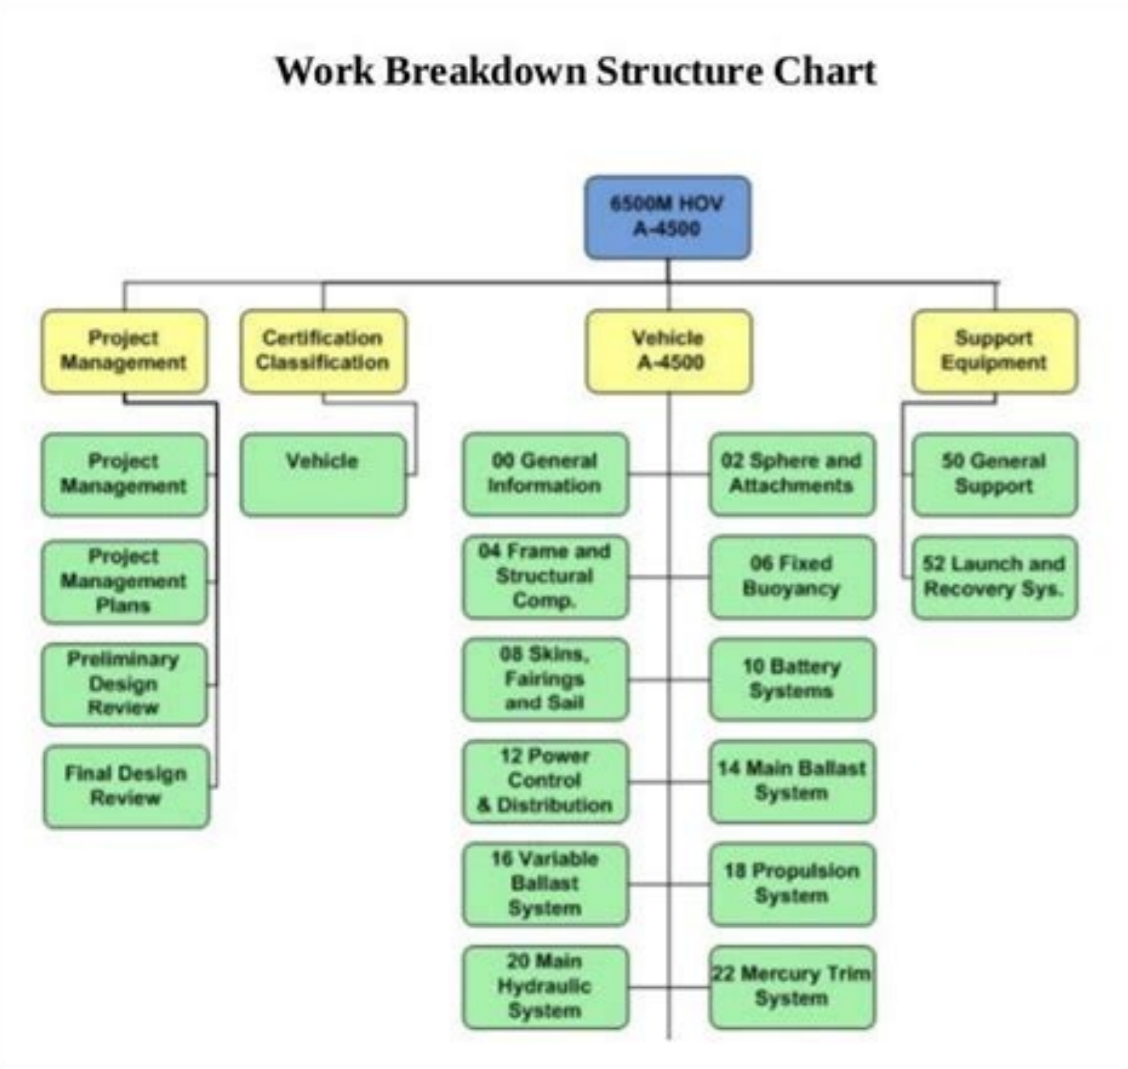 Work Breakdown Structure Chart
6500M HOV
A-4500
Project
Management
Certification
Classification
Vehicle
A-4500
Support
Equipment
Project
Management
Project
Management
Plans
Preliminary
Design
Review
Final Design
Review
Vehicle
00 General
Information
02 Sphere and
Attachments
04 Frame and
Structural
Comp.
06 Fixed
Buoyancy
08 Skins,
Fairings
and Sail
10 Battery
Systems
12 Power
Control
& Distribution
14 Main Ballast
System
16 Variable
Ballast
System
18 Propulsion
System
20 Main
Hydraulic
System
22 Mercury Trim
System
50 General
Support
52 Launch and
Recovery Sys.